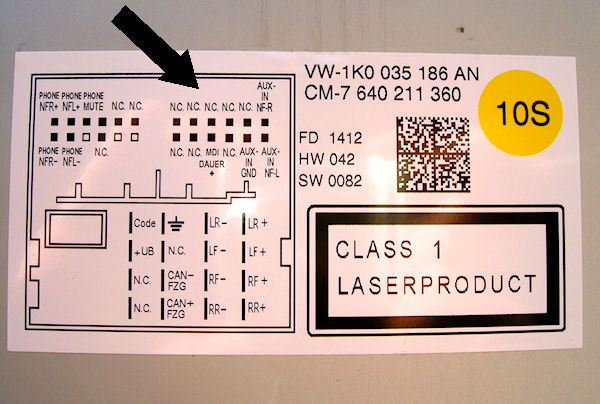 PHONE PHONE PHONE
NFR+ NFL+ MUTE N.C. N.C.
N.C. N.C. N.C. N.C. N.C. AUX-IN NF-R
PHONE PHONE
NFR- NFL- N.C.
N.C. N.C. MDI DAUER + N.C. AUX-IN GND AUX-IN NF-L
Code LR- LR+
+UB N.C. LF- LF+
N.C. CAN- FZG RF- RF+
N.C. CAN+ FZG RR- RR+
VW-1K0 035 186 AN
CM-7 640 211 360
10S
FD 1412
HW 042
SW 0082
CLASS 1
LASERPRODUCT